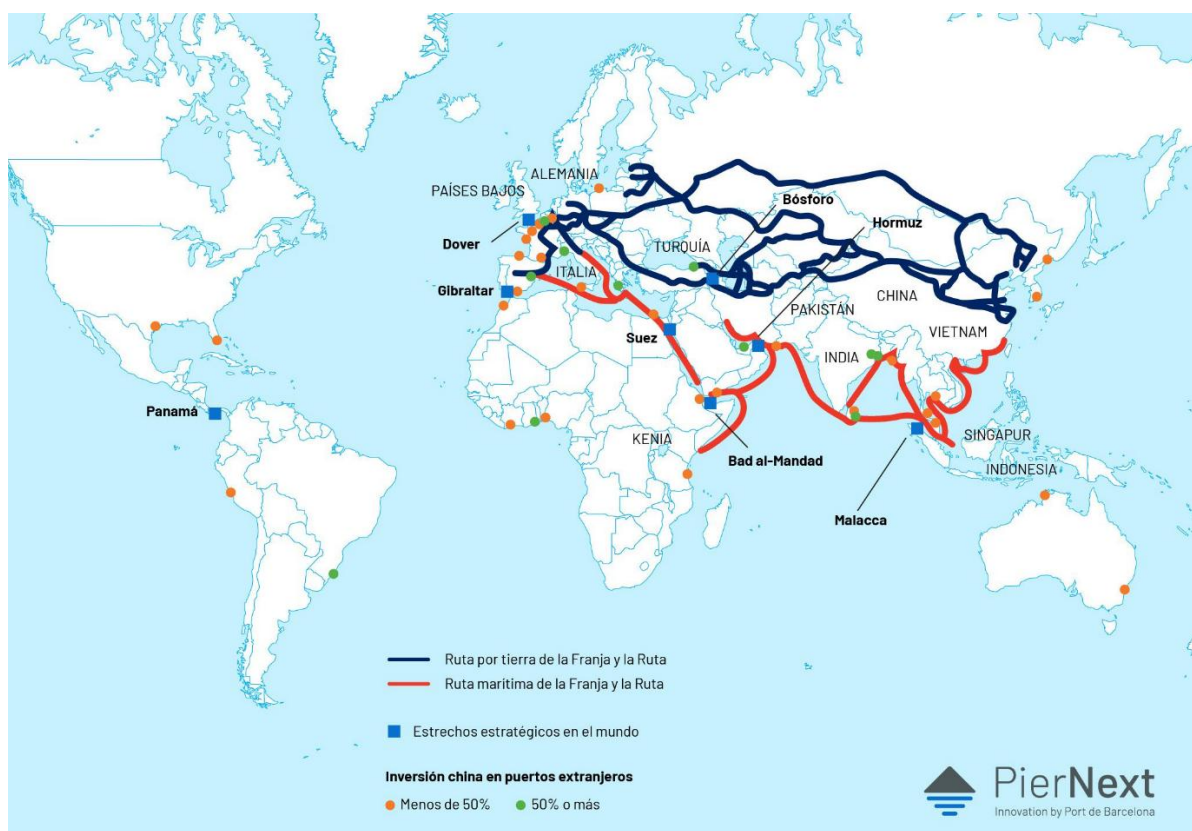 ALEMANIA
PAÍSES BAJOS
Bósforo
Hormuz
Dover
TURQUÍA
ITALIA
Gibraltar
CHINA
PAKISTÁN
VIETNAM
Suez
INDIA
Panamá
KENIA
SINGAPUR
Bad al-Mandad
INDONESIA
Malacca
Ruta por tierra de la Franja y la Ruta
Ruta marítima de la Franja y la Ruta
Estrechos estratégicos en el mundo
Inversión china en puertos extranjeros
Menos de 50%
50% o más
PierNext
Innovation by Port de Barcelona